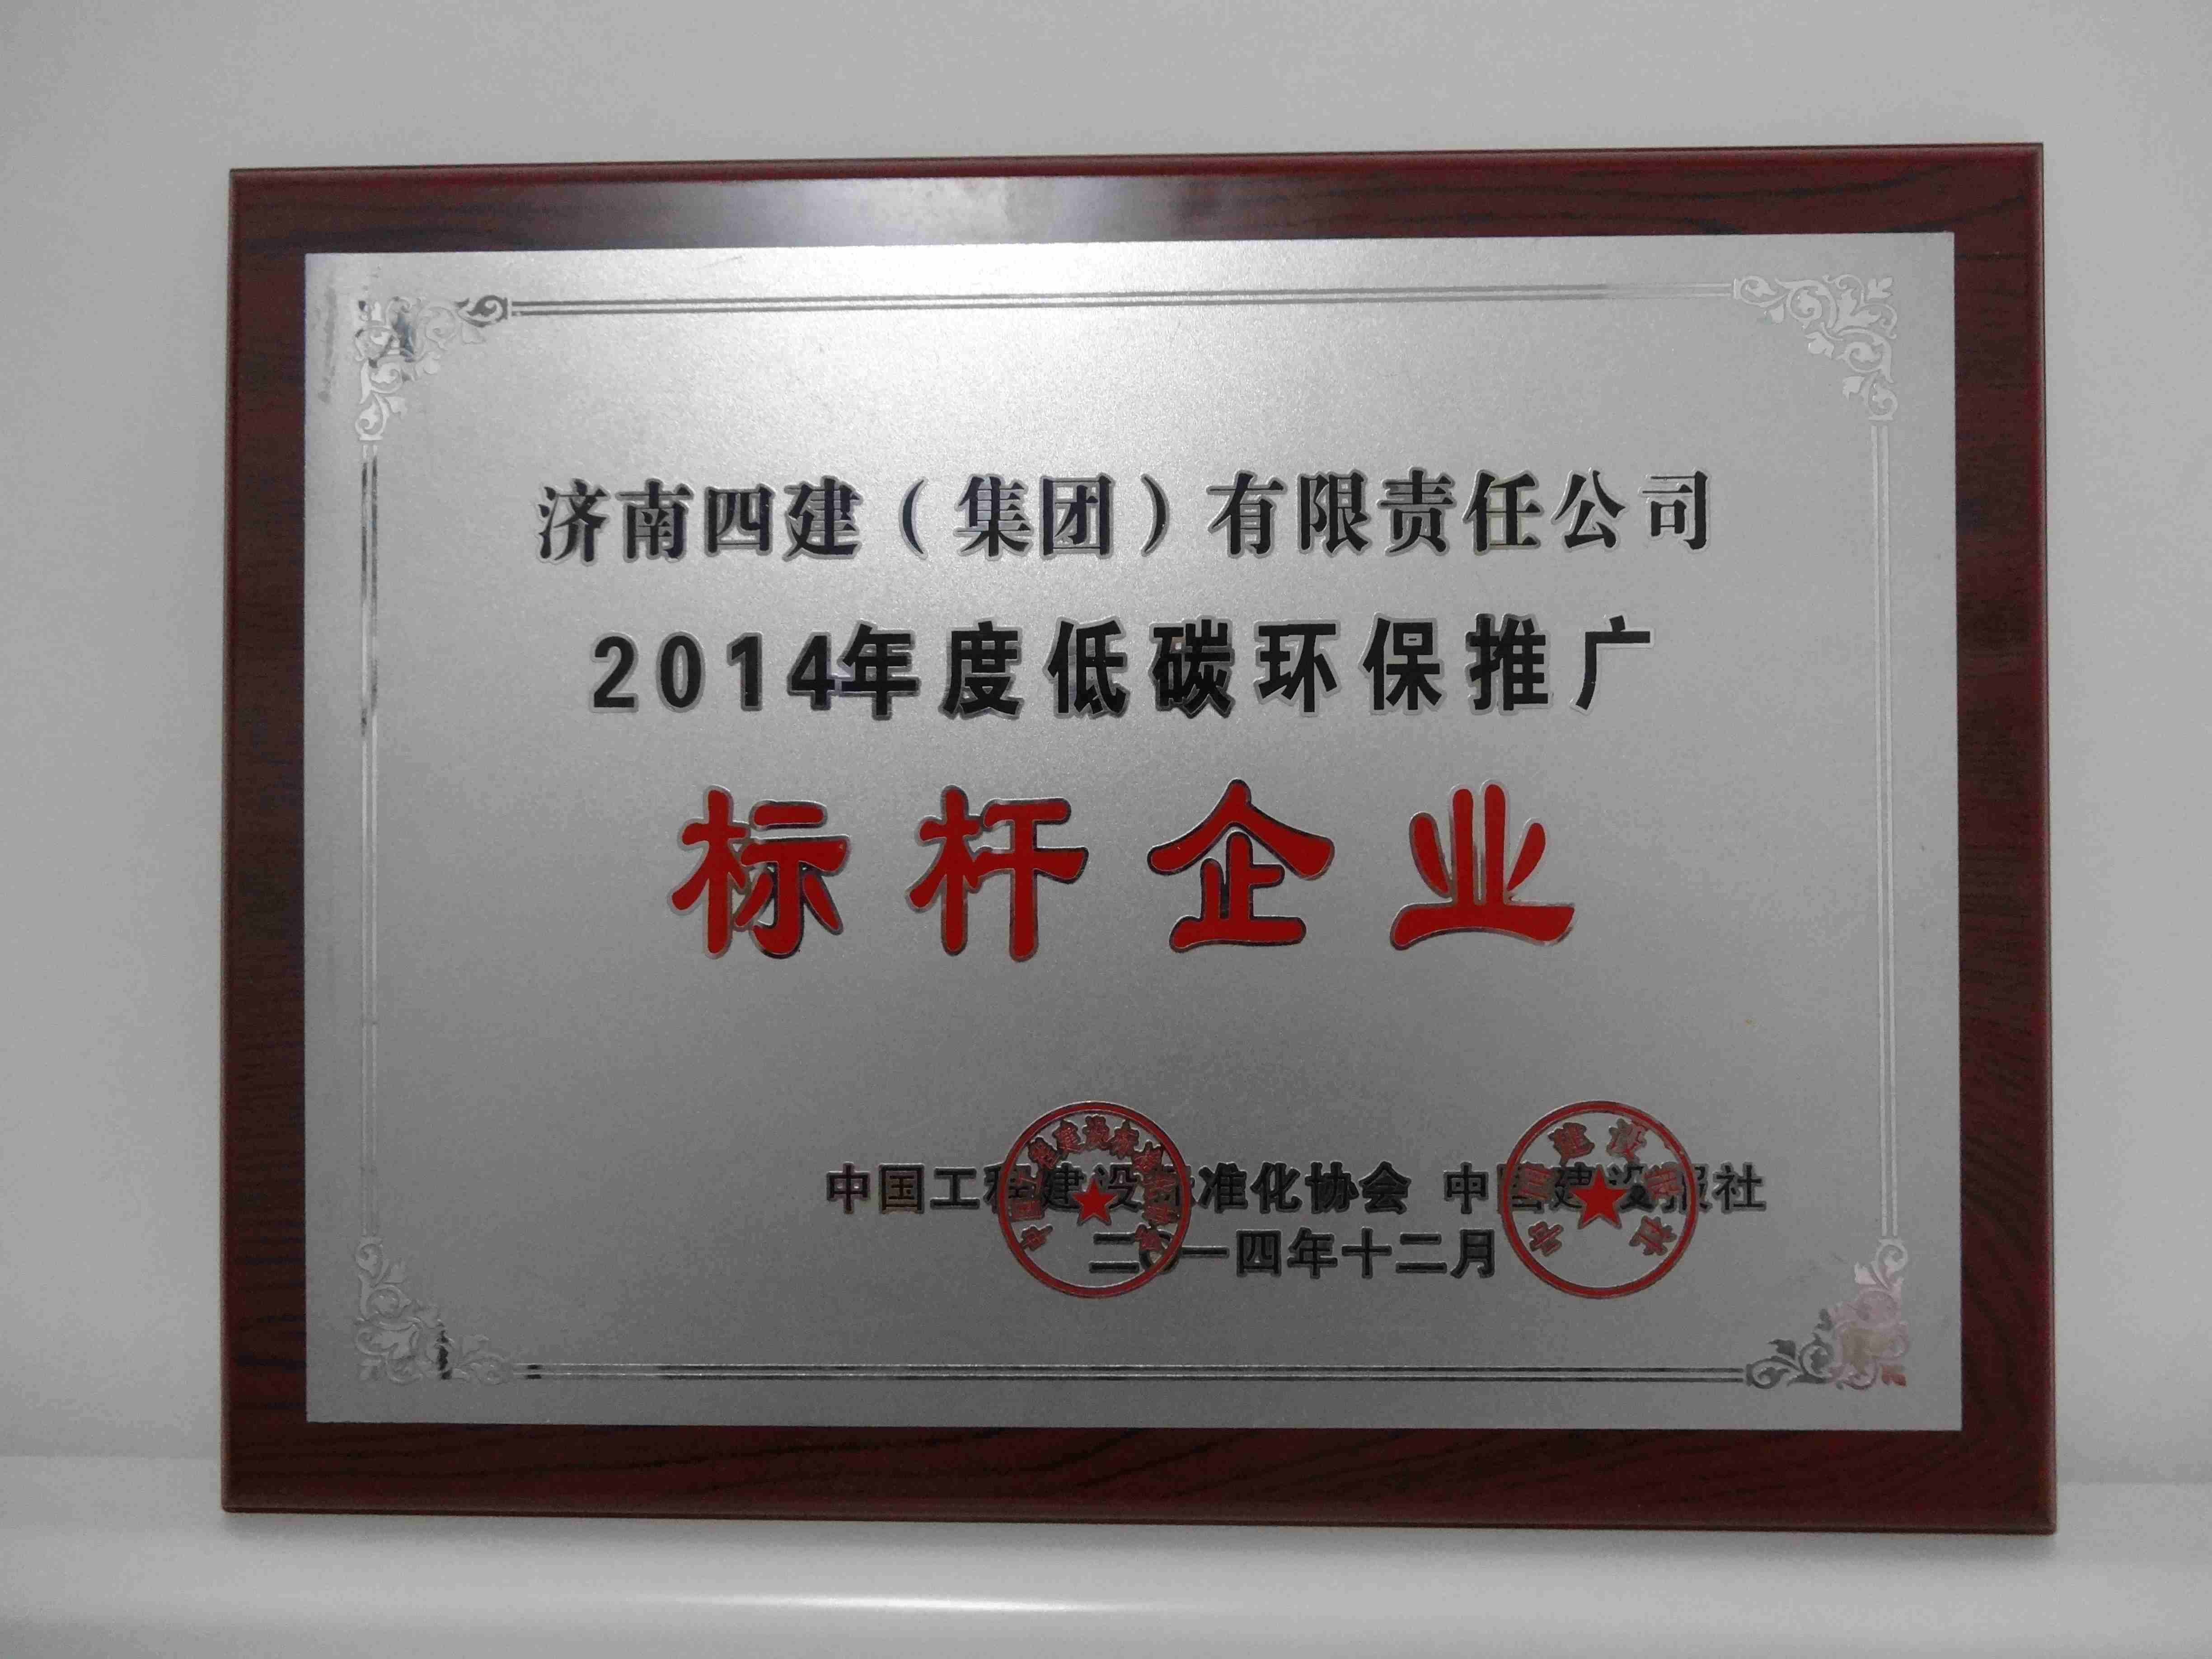 济南四建（集团）有限责任公司
2014年度低碳环保推广
标杆企业
中国工程建设标准化协会 中国建设报社
二〇一四年十二月